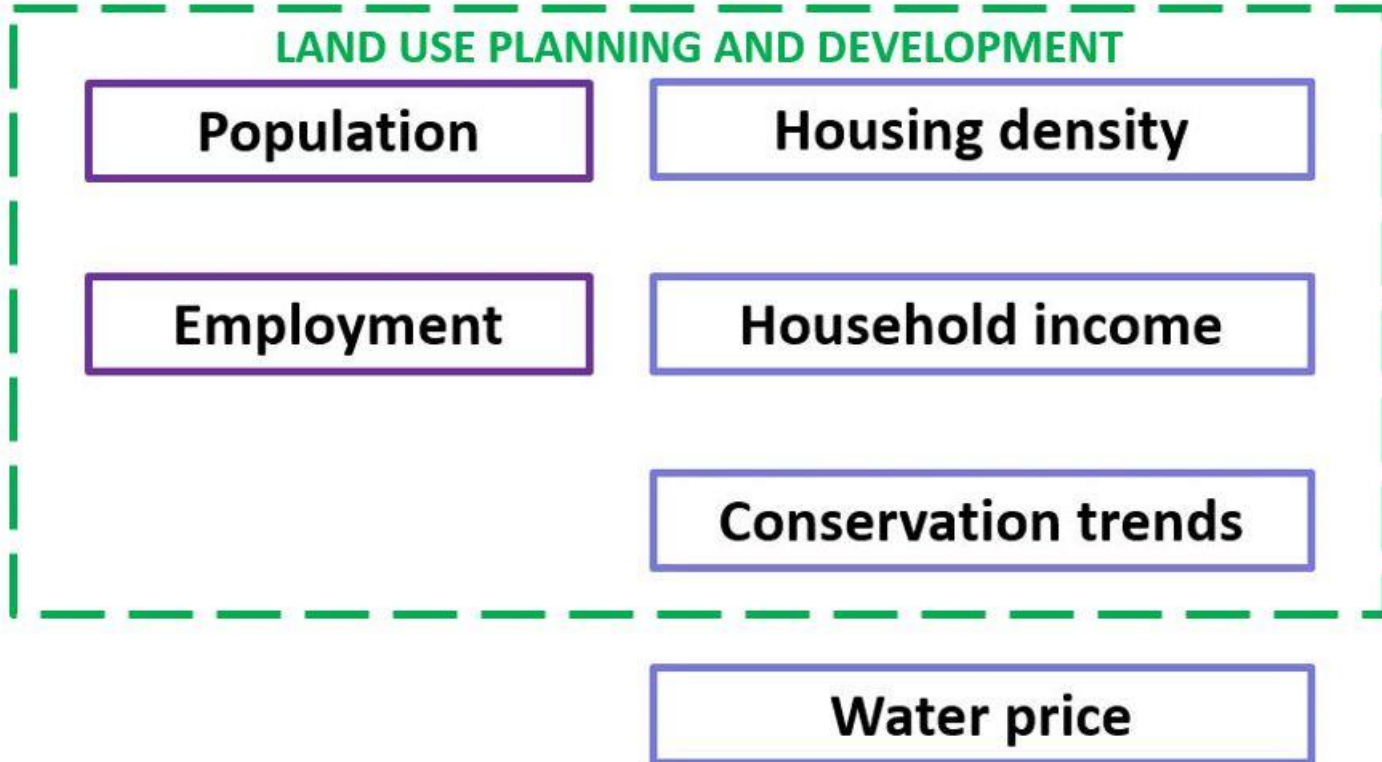 LAND USE PLANNING AND DEVELOPMENT
Population
Housing density
Employment
Household income
Conservation trends
Water price